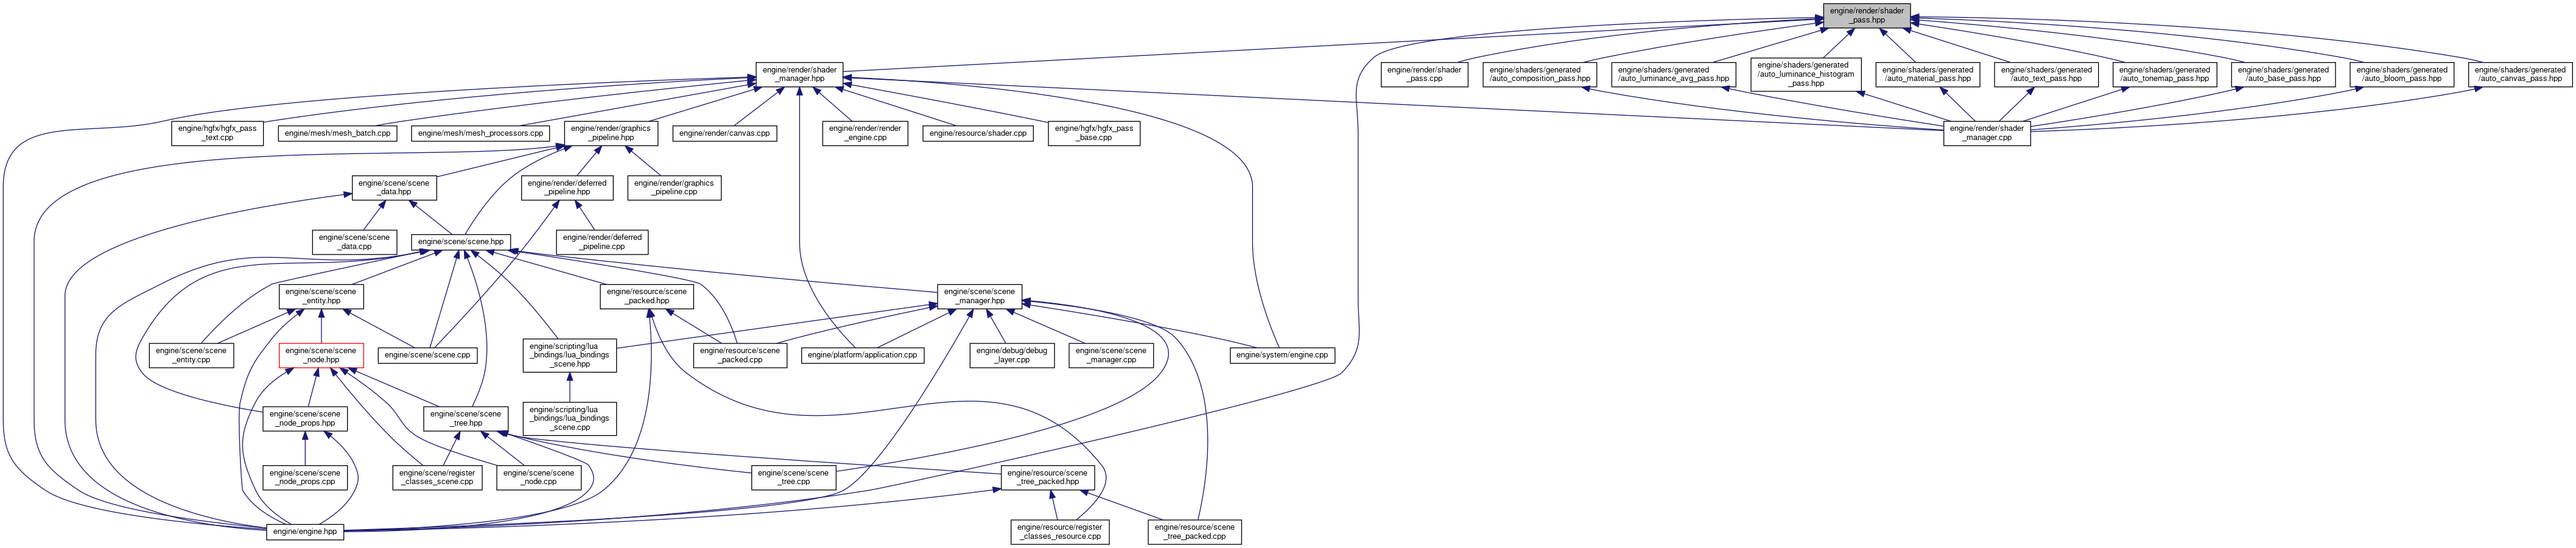 engine/render/shader
_pass.hpp
engine/render/shader
_manager.hpp
engine/render/shader
_pass.cpp
engine/shaders/generated
/auto_composition_pass.hpp
engine/shaders/generated
/auto_luminance_avg_pass.hpp
engine/shaders/generated
/auto_luminance_histogram
_pass.hpp
engine/shaders/generated
/auto_material_pass.hpp
engine/shaders/generated
/auto_text_pass.hpp
engine/shaders/generated
/auto_tonemap_pass.hpp
engine/shaders/generated
/auto_base_pass.hpp
engine/shaders/generated
/auto_bloom_pass.hpp
engine/shaders/generated
/auto_canvas_pass.hpp
engine/hgfx/hgfx_pass
_text.cpp
engine/mesh/mesh_batch.cpp
engine/mesh/mesh_processors.cpp
engine/render/graphics
_pipeline.hpp
engine/render/canvas.cpp
engine/render/render
_engine.cpp
engine/resource/shader.cpp
engine/hgfx/hgfx_pass
_base.cpp
engine/render/shader
_manager.cpp
engine/scene/scene
_data.hpp
engine/render/deferred
_pipeline.hpp
engine/render/graphics
_pipeline.cpp
engine/scene/scene
_data.cpp
engine/scene/scene.hpp
engine/render/deferred
_pipeline.cpp
engine/scene/scene
_entity.hpp
engine/resource/scene
_packed.hpp
engine/scene/scene
_manager.hpp
engine/scene/scene
_entity.cpp
engine/scene/scene
_node.hpp
engine/scene/scene.cpp
engine/scripting/lua
_bindings/lua_bindings
_scene.hpp
engine/resource/scene
_packed.cpp
engine/platform/application.cpp
engine/debug/debug
_layer.cpp
engine/scene/scene
_manager.cpp
engine/system/engine.cpp
engine/scene/scene
_node_props.hpp
engine/scene/scene
_tree.hpp
engine/scripting/lua
_bindings/lua_bindings
_scene.cpp
engine/scene/scene
_node_props.cpp
engine/scene/register
_classes_scene.cpp
engine/scene/scene
_node.cpp
engine/scene/scene
_tree.cpp
engine/resource/scene
_tree_packed.hpp
engine/engine.hpp
engine/resource/register
_classes_resource.cpp
engine/resource/scene
_tree_packed.cpp